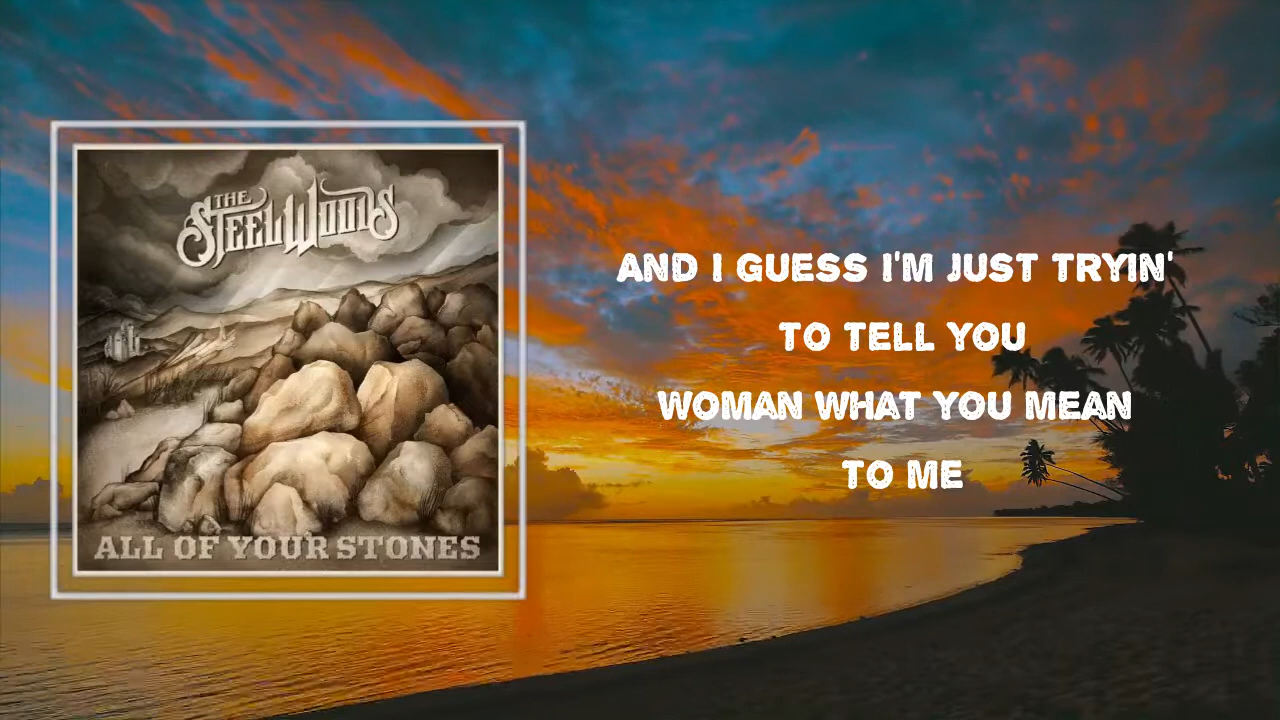 THE
STEEL WOODS
ALL OF YOUR STONES
AND I GUESS I'M JUST TRYIN'
TO TELL YOU
WOMAN WHAT YOU MEAN
TO ME